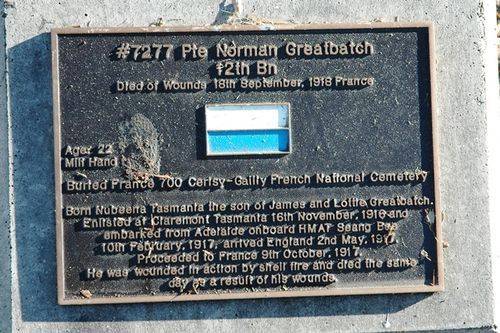 #7277 Pte Norman Greatbatch
12th Bn
Died of Wounds 18th September, 1918 France
Age: 22
Mill Hand
Buried France 700 Cerisy-Gailly French National Cemetery
Born Nubeena Tasmania the son of James and Lottie Greatbatch.
Enlisted at Claremont Tasmania 16th November, 1916 and
embarked from Adelaide onboard HMAT Seang Bee
10th February, 1917, arrived England 2nd May, 1917.
Proceeded to France 9th October, 1917.
He was wounded in action by shell fire and died the same
day as a result of his wounds.